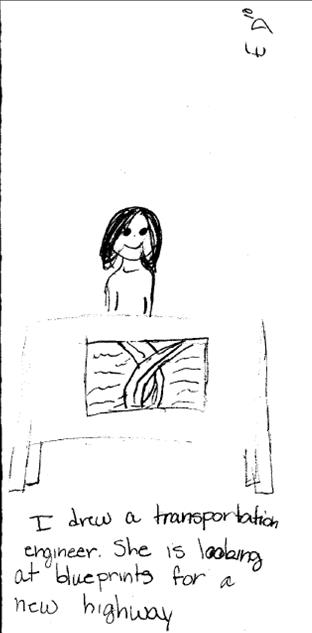 I drew a transportation
engineer. She is looking
at blueprints for a
new highway